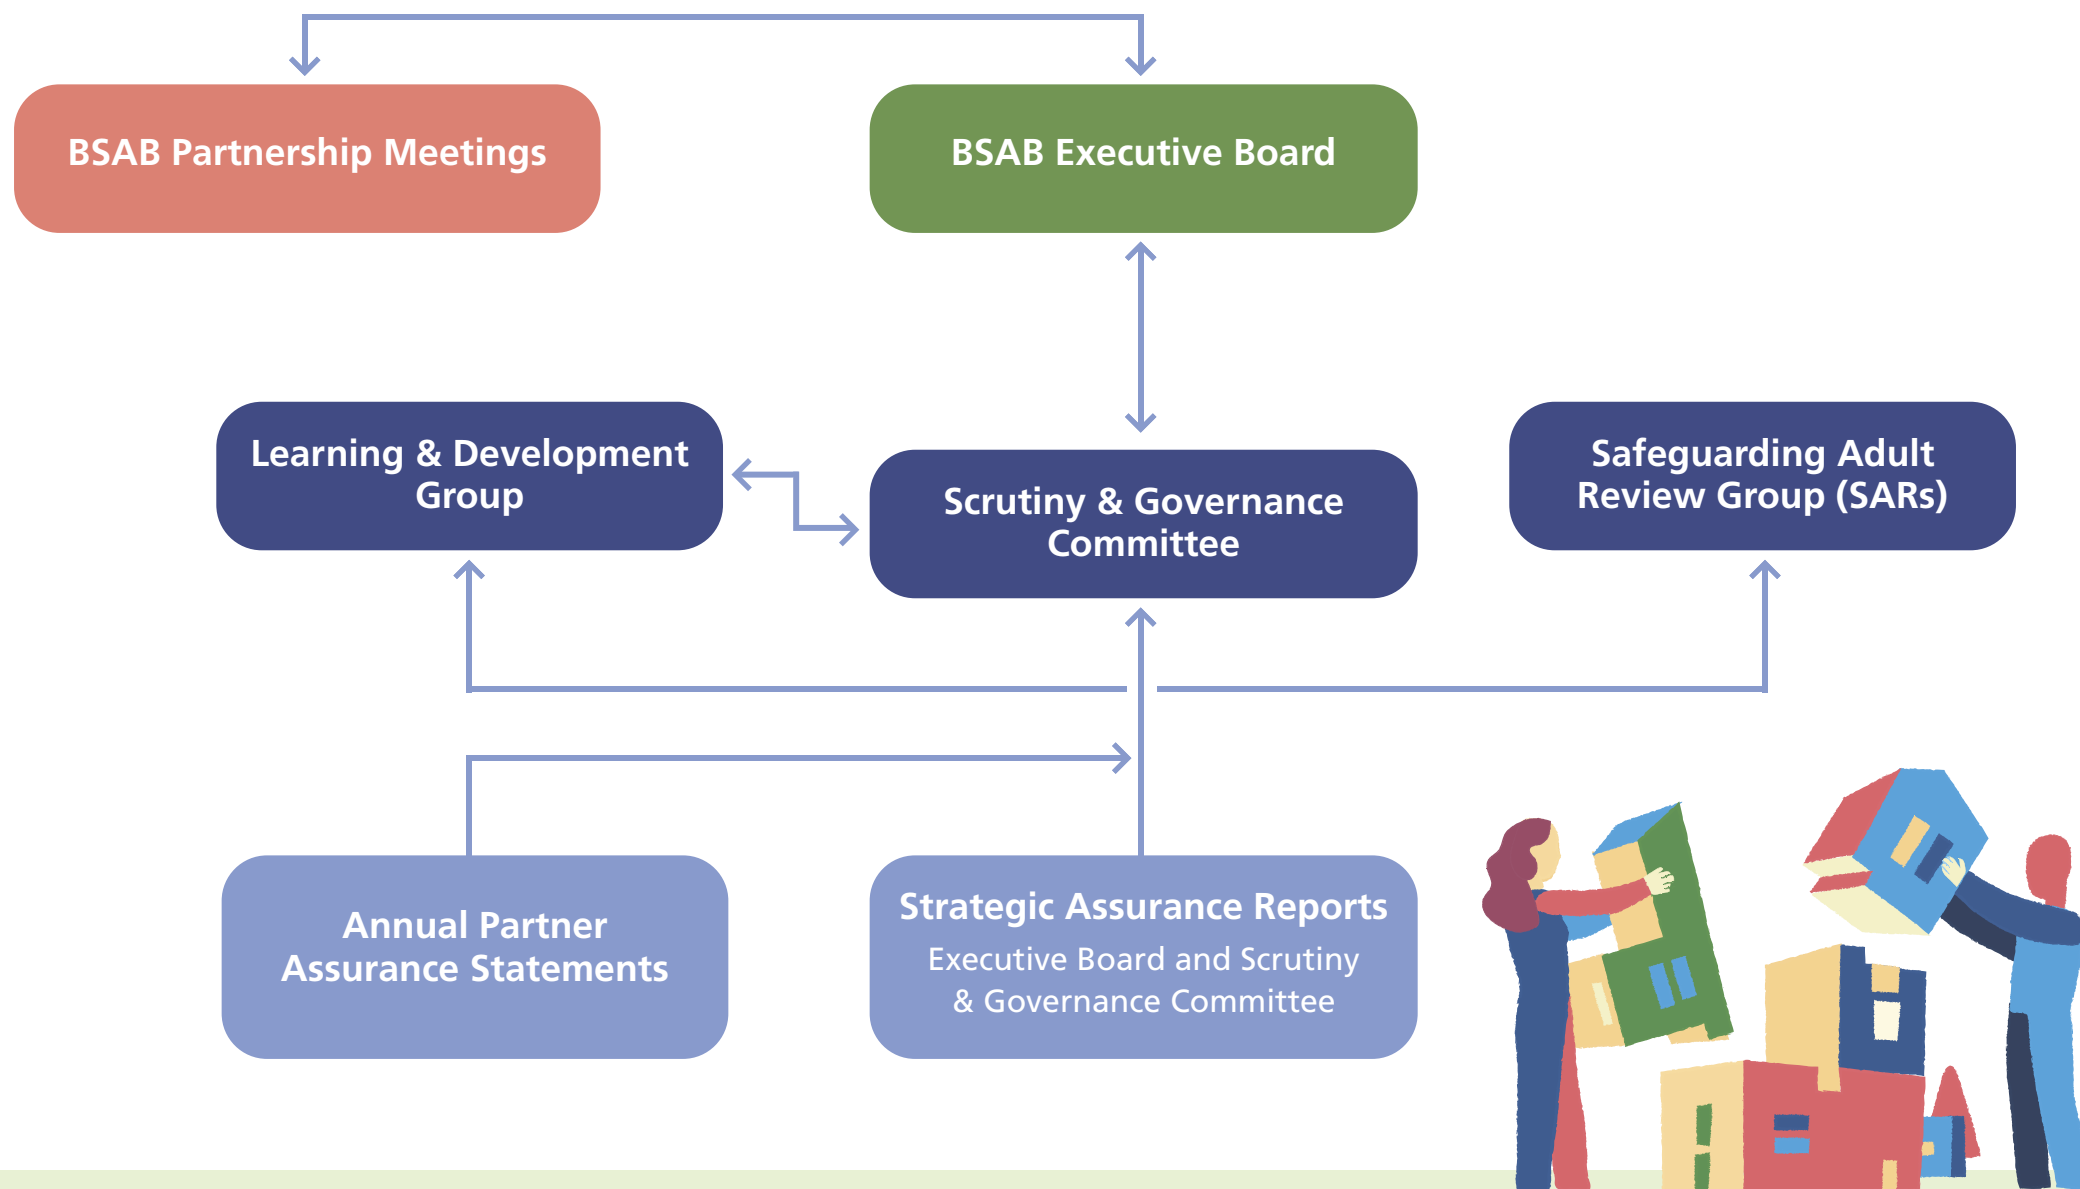 BSAB Partnership Meetings
BSAB Executive Board
Learning & Development
Group
Scrutiny & Governance
Committee
Safeguarding Adult
Review Group (SARs)
Annual Partner
Assurance Statements
Strategic Assurance Reports
Executive Board and Scrutiny
& Governance Committee